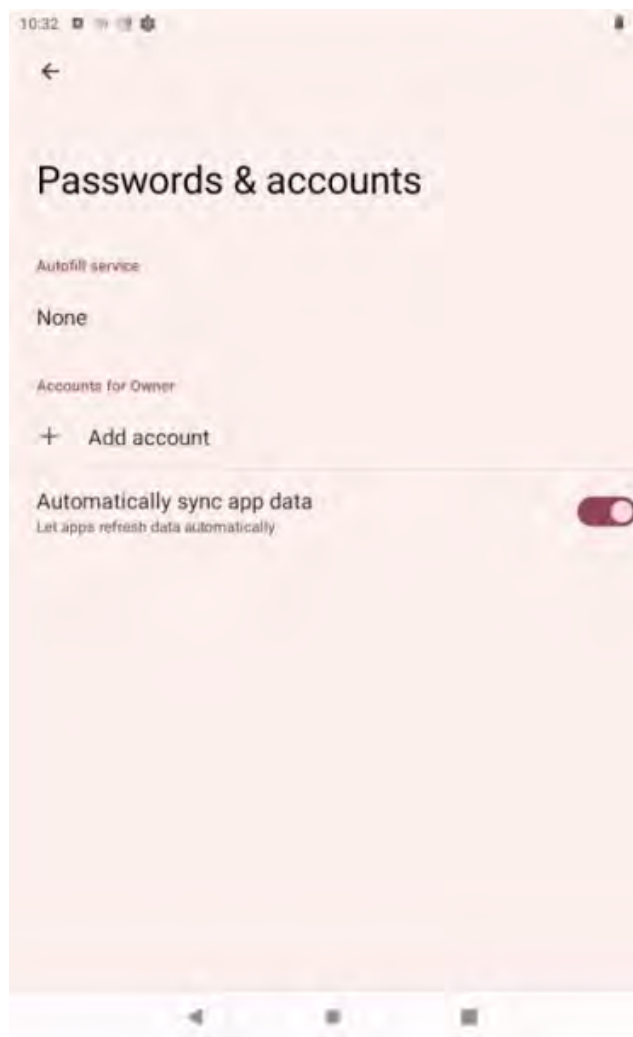 10:32
Passwords & accounts
Autofill service
None
Accounts for Owner
+ Add account
Automatically sync app data
Let apps refresh data automatically